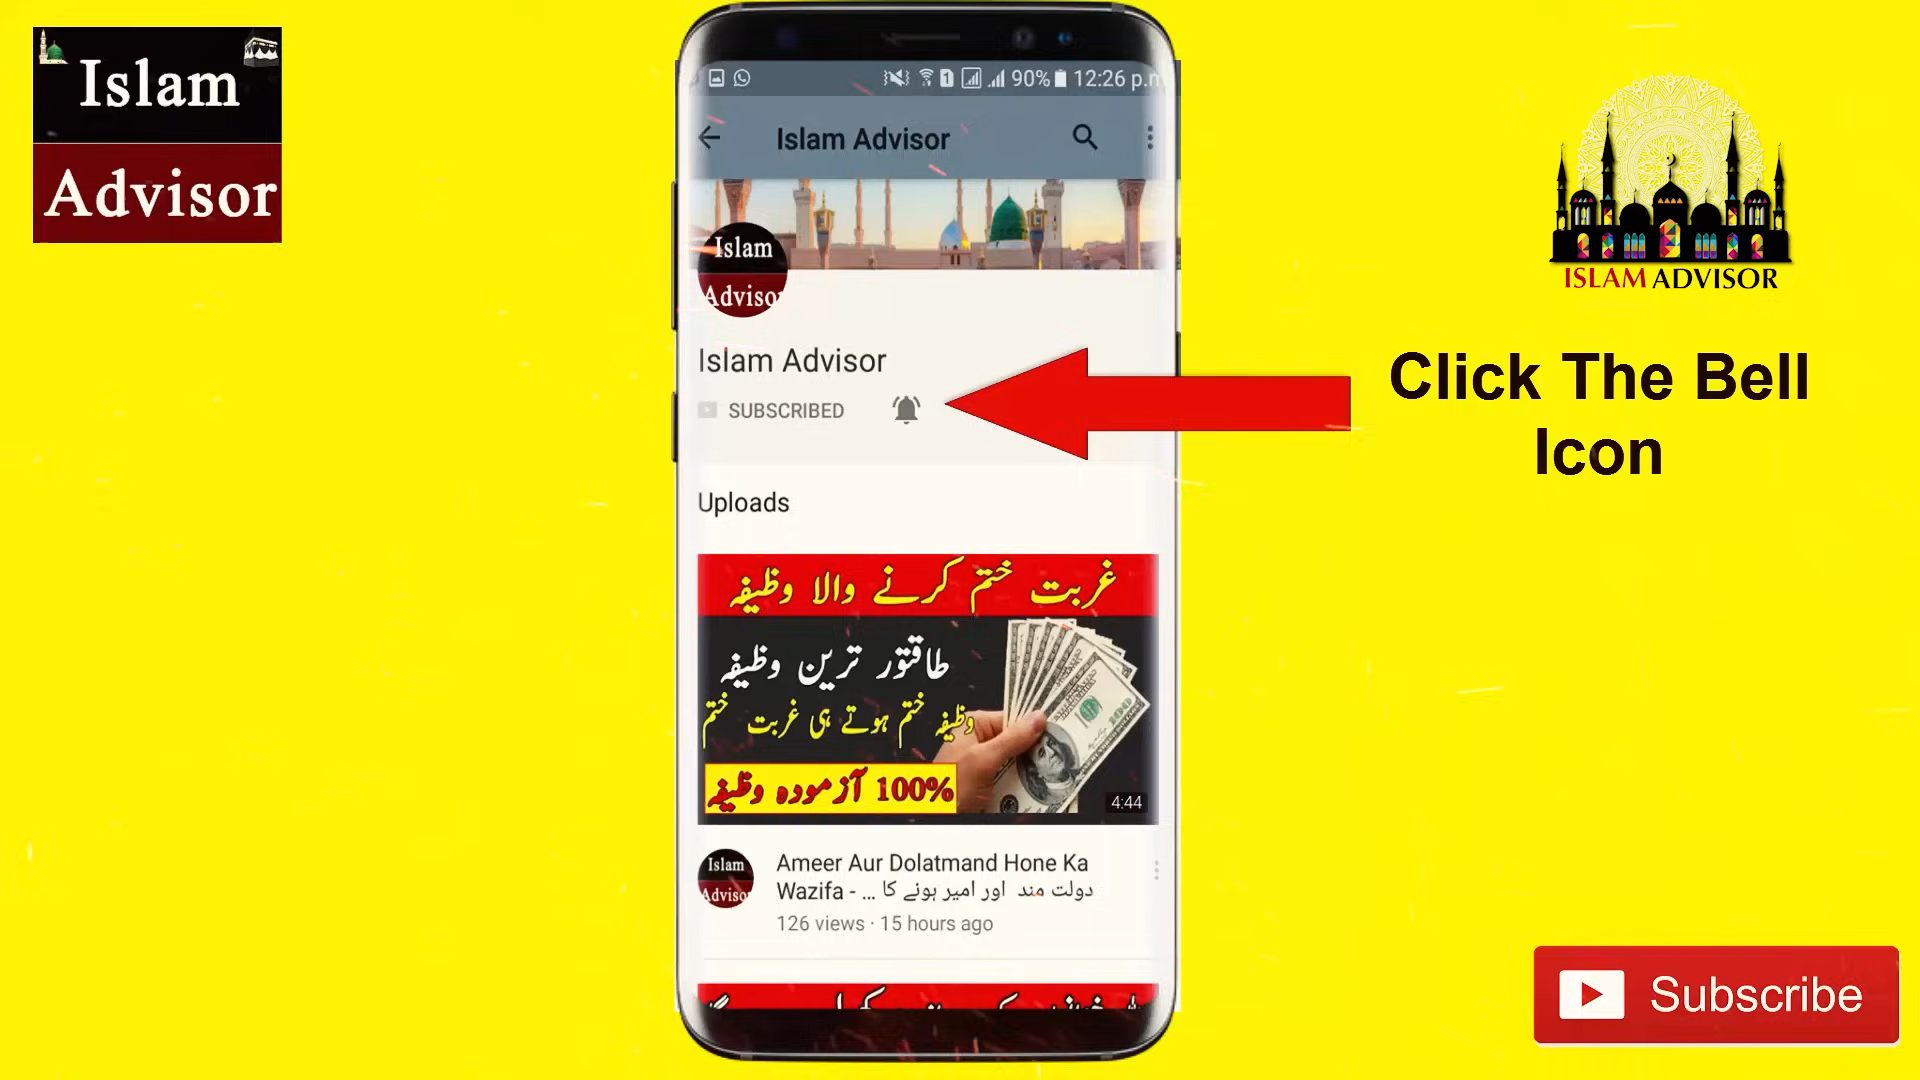 Islam
Advisor
90% 12:26 p.m
Islam Advisor
Islam
Advisor
Islam Advisor
SUBSCRIBED
Click The Bell
Icon
ISLAM ADVISOR
Uploads
غربت ختم کرنے والا وظیفہ
طاقتور ترین وظیفہ
وظیفہ ختم ہوتے ہی غربت ختم
100% آزمودہ وظیفہ
4:44
Islam
Advisor
Ameer Aur Dolatmand Hone Ka
Wazifa - ... دولت مند اور امیر ہونے کا
126 views · 15 hours ago
Subscribe